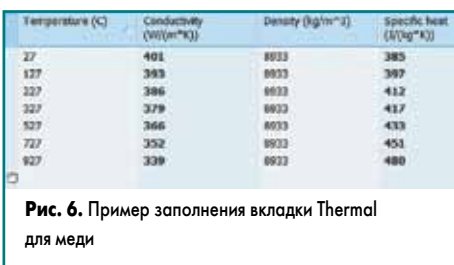 Temperature (C) Conductivity (W/(m*K)) Density (kg/m^3) Specific heat (J/(kg*K))
27 401 8933 385
127 393 8933 397
227 386 8933 412
327 379 8933 417
527 366 8933 433
727 352 8933 451
927 339 8933 480
Рис. 6. Пример заполнения вкладки Thermal
для меди